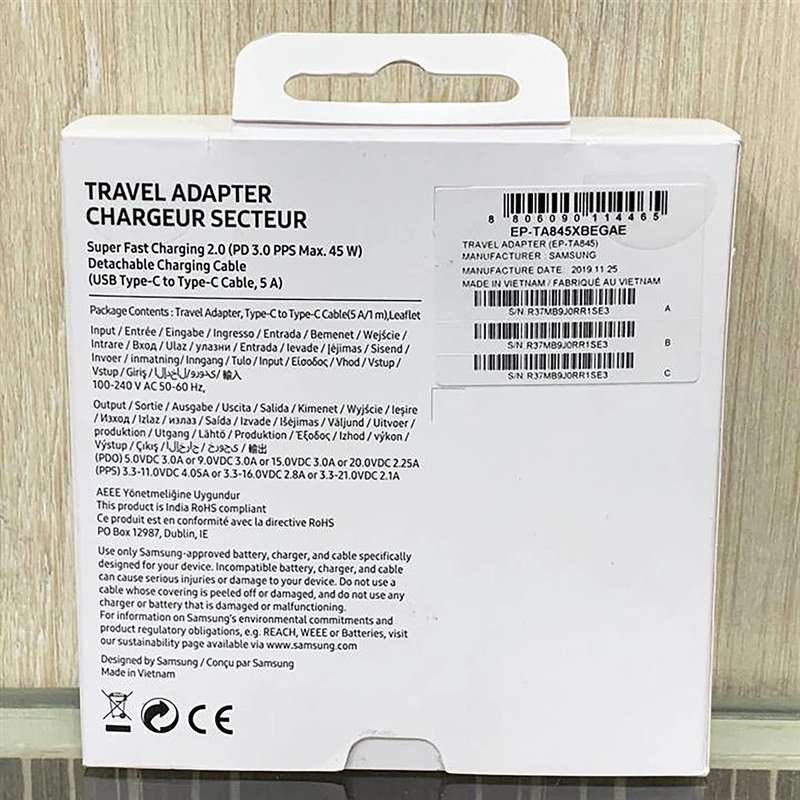 TRAVEL ADAPTER
CHARGEUR SECTEUR
Super Fast Charging 2.0 (PD 3.0 PPS Max. 45 W)
Detachable Charging Cable
(USB Type-C to Type-C Cable, 5 A)
Package Contents : Travel Adapter, Type-C to Type-C Cable(5 A/1 m),Leaflet
Input / Entrée / Eingabe / Ingresso / Entrada / Bemenet / Wejście /
Intrare / Вход / Ulaz / улазни / Entrada / Ievade / Įėjimas / Sisend /
Invoer / inmatning/ Inngang / Tulo / Input / Είσοδος / Vhod / Vstup /
Vstup / Giriş / الإدخال/ورودی/ 輸入
100-240 V AC 50-60 Hz,
Output / Sortie / Ausgabe / Uscita / Salida / Kimenet / Wyjście / Ieşire
/ Изход / Izlaz / излаз / Saída / Izvade / Išėjimas / Väljund / Uitvoer /
produktion / Utgang / Lähtö / Produktion / Έξοδος / Izhod / výkon /
Výstup / Çıkış / الإخراج / خروجی / 輸出
(PDO) 5.0VDC 3.0A or 9.0VDC 3.0A or 15.0VDC 3.0A or 20.0VDC 2.25A
(PPS) 3.3-11.0VDC 4.05A or 3.3-16.0VDC 2.8A or 3.3-21.0VDC 2.1A
AEEE Yönetmeliğine Uygundur
This product is India RoHS compliant
Ce produit est en conformité avec la directive RoHS
PO Box 12987, Dublin, IE
Use only Samsung-approved battery, charger, and cable specifically
designed for your device. Incompatible battery, charger, and cable
can cause serious injuries or damage to your device. Do not use a
cable whose covering is peeled off or damaged, and do not use any
charger or battery that is damaged or malfunctioning.
For information on Samsung's environmental commitments and
product regulatory obligations, e.g. REACH, WEEE or Batteries, visit
our sustainability page available via www.samsung.com
Designed by Samsung / Conçu par Samsung
Made in Vietnam
CE
8 806090 114465
EP-TA845XBEGAE
TRAVEL ADAPTER (EP-TA845)
MANUFACTURER : SAMSUNG
MANUFACTURE DATE: 2019.11.25
MADE IN VIETNAM / FABRIQUÉ AU VIETNAM
S/N R37MB9J0RR1SE3 A
S/N R37MB9J0RR1SE3 B
S/N R37MB9J0RR1SE3 C